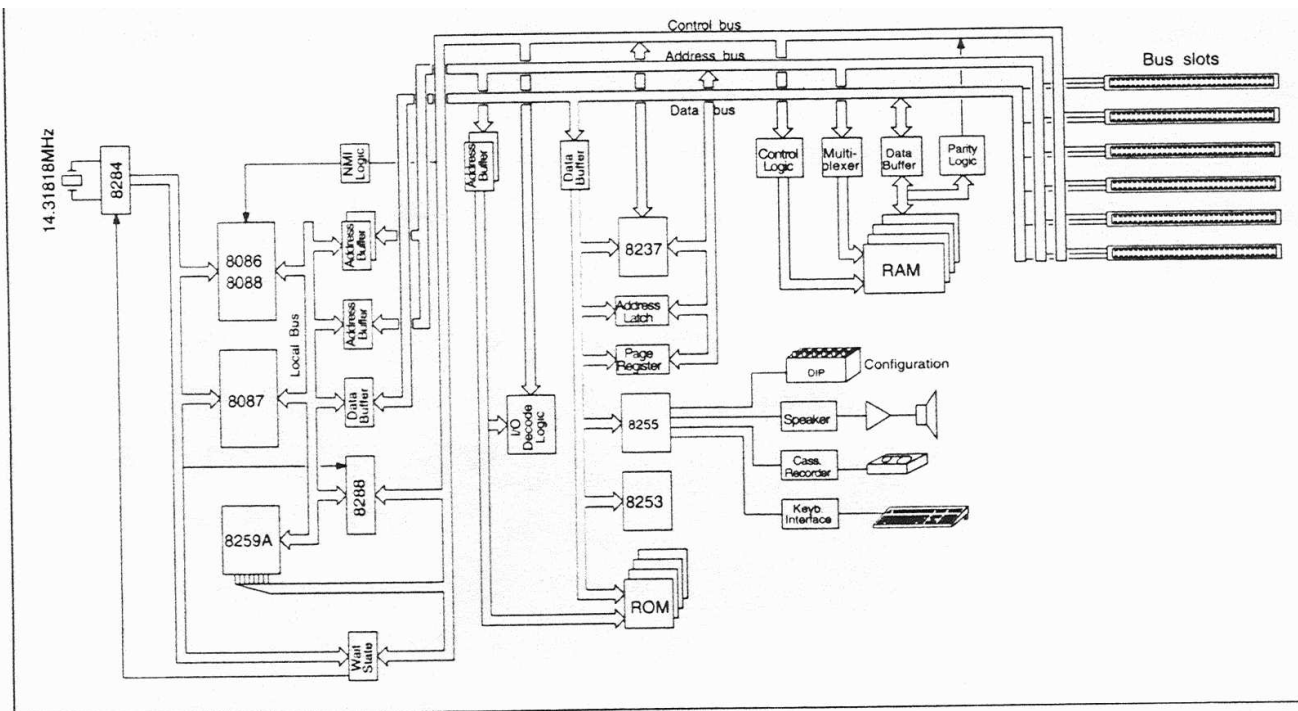 Control bus
Address bus
Data bus
Bus slots
14.31818MHz
8284
NMI
Logic
8086
8088
Address
Buffer
Address
Buffer
Local Bus
8087
Data
Buffer
8288
8259A
Wait
State
Address
Buffer
Data
Buffer
I/O
Decode
Logic
8237
Address
Latch
Page
Register
8255
8253
ROM
Control
Logic
Multi-
plexer
Data
Buffer
Parity
Logic
RAM
DIP
Configuration
Speaker
Cass.
Recorder
Keyb.
Interface